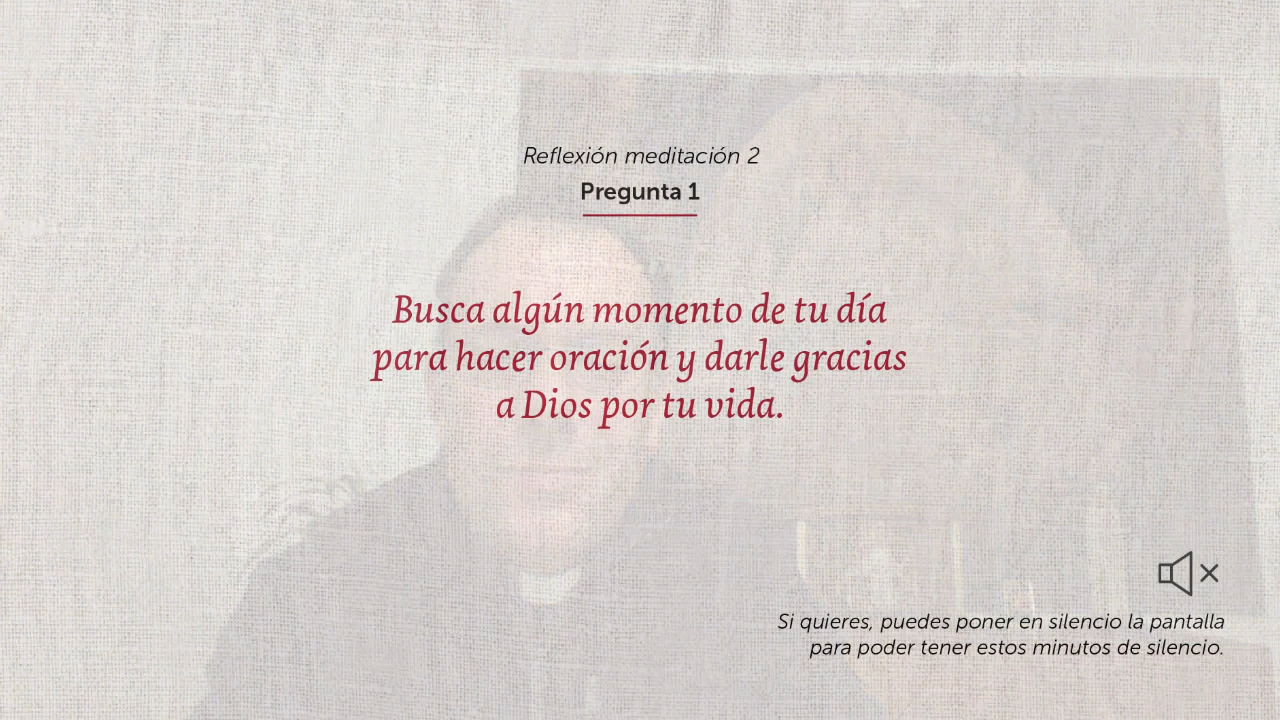 Reflexión meditación 2
Pregunta 1
Busca algún momento de tu día
para hacer oración y darle gracias
a Dios por tu vida.
Si quieres, puedes poner en silencio la pantalla
para poder tener estos minutos de silencio.